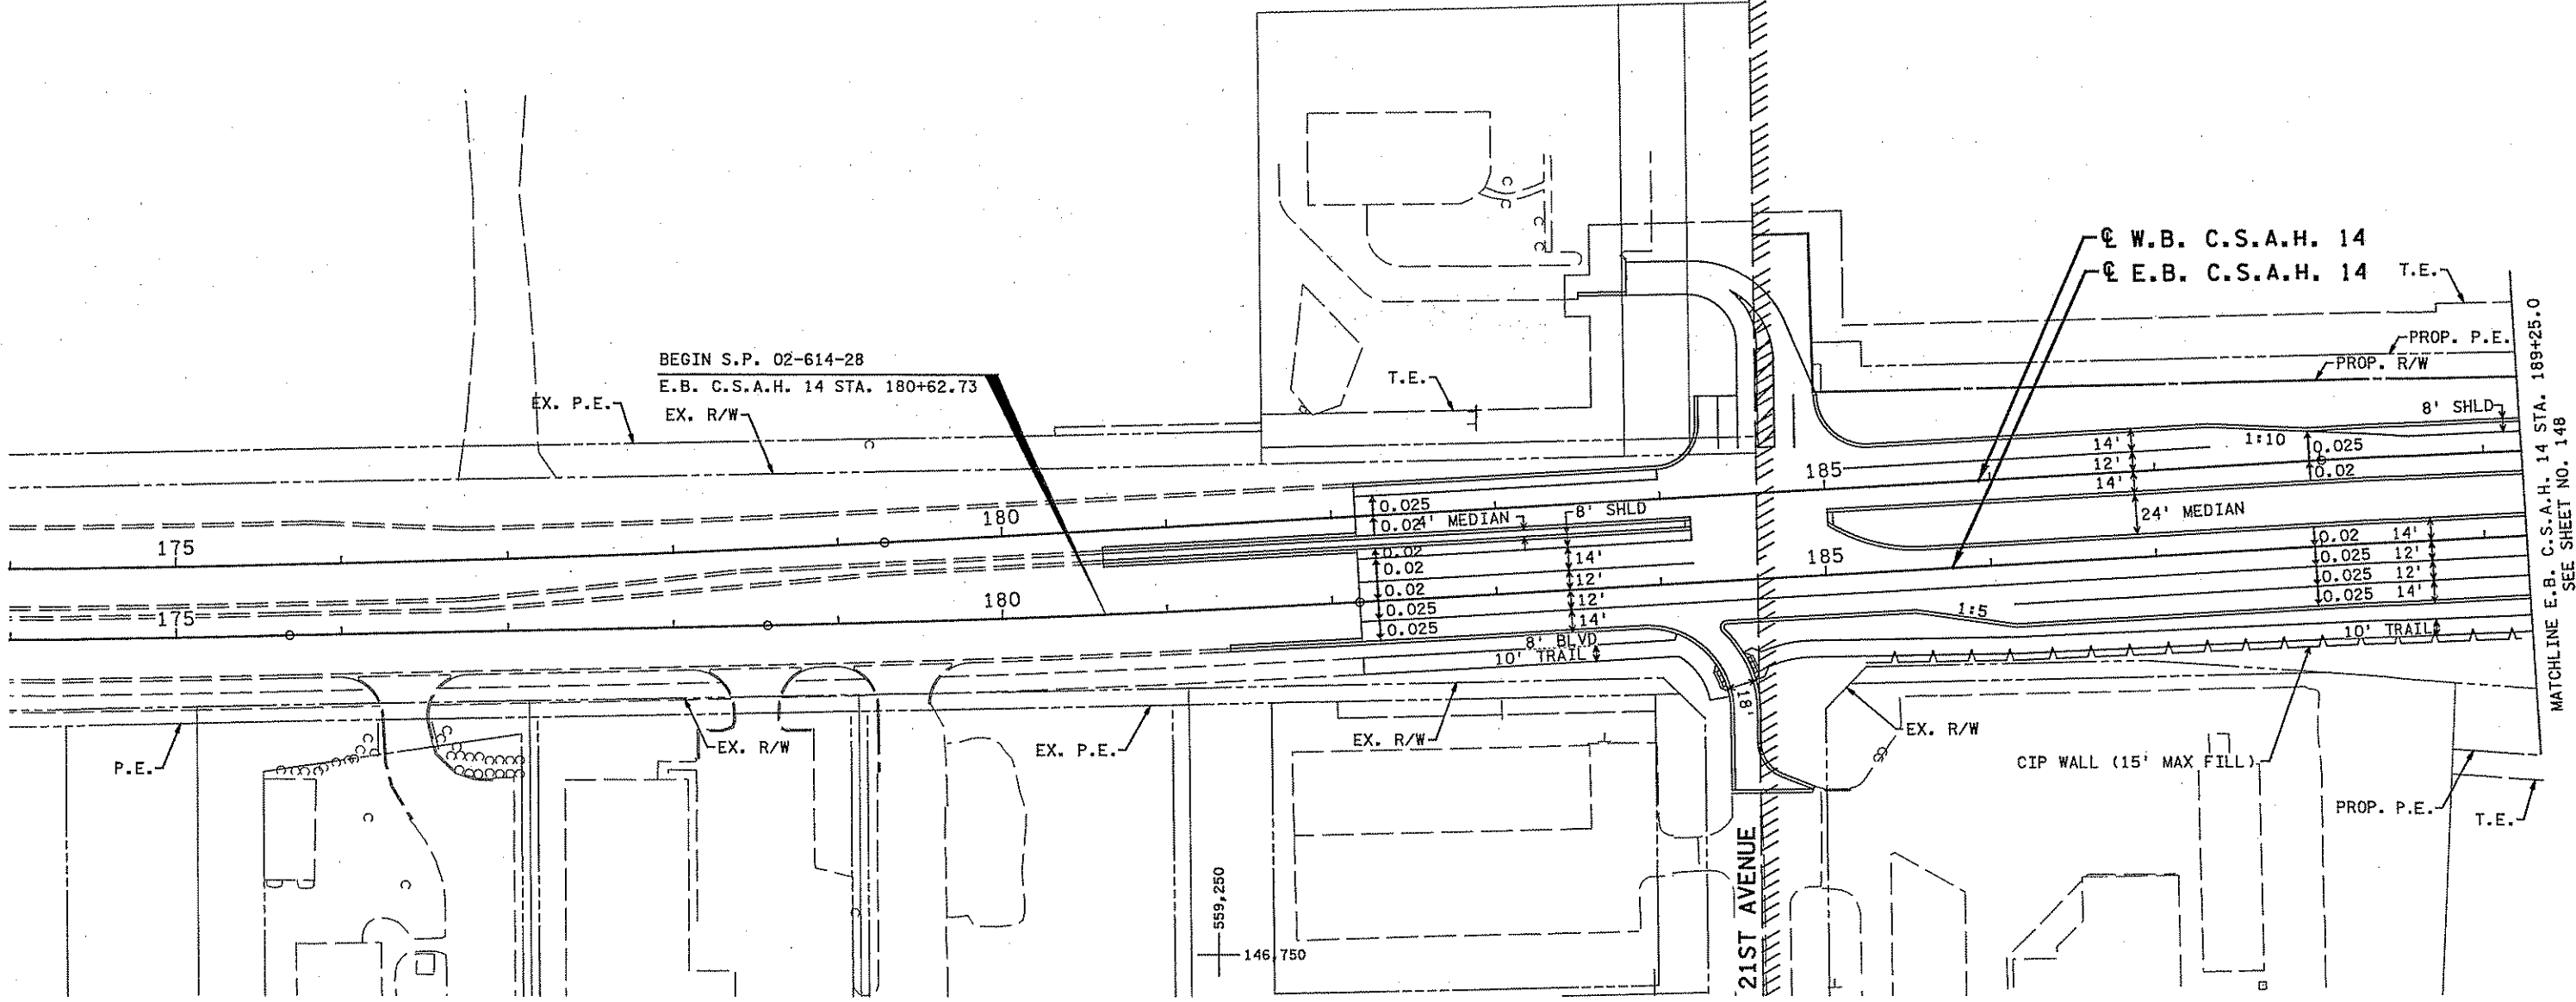 BEGIN S.P. 02-614-28
E.B. C.S.A.H. 14 STA. 180+62.73
EX. P.E.
EX. R/W
T.E.
℄ W.B. C.S.A.H. 14
℄ E.B. C.S.A.H. 14
T.E.
PROP. P.E.
PROP. R/W
8' SHLD
MATCHLINE E.B. C.S.A.H. 14 STA. 189+25.0
SEE SHEET NO. 148
175
180
185
14'
12'
14'
1:10
0.025
0.02
24' MEDIAN
0.025
0.02
4' MEDIAN
8' SHLD
0.02
0.02
0.02
0.025
0.025
14'
12'
12'
14'
8' BLVD
10' TRAIL
175
180
185
0.02 14'
0.025 12'
0.025 12'
0.025 14'
1:5
10' TRAIL
18'
P.E.
EX. R/W
EX. P.E.
EX. R/W
EX. R/W
CIP WALL (15' MAX FILL)
PROP. P.E.
T.E.
559,250
146,750
21ST AVENUE